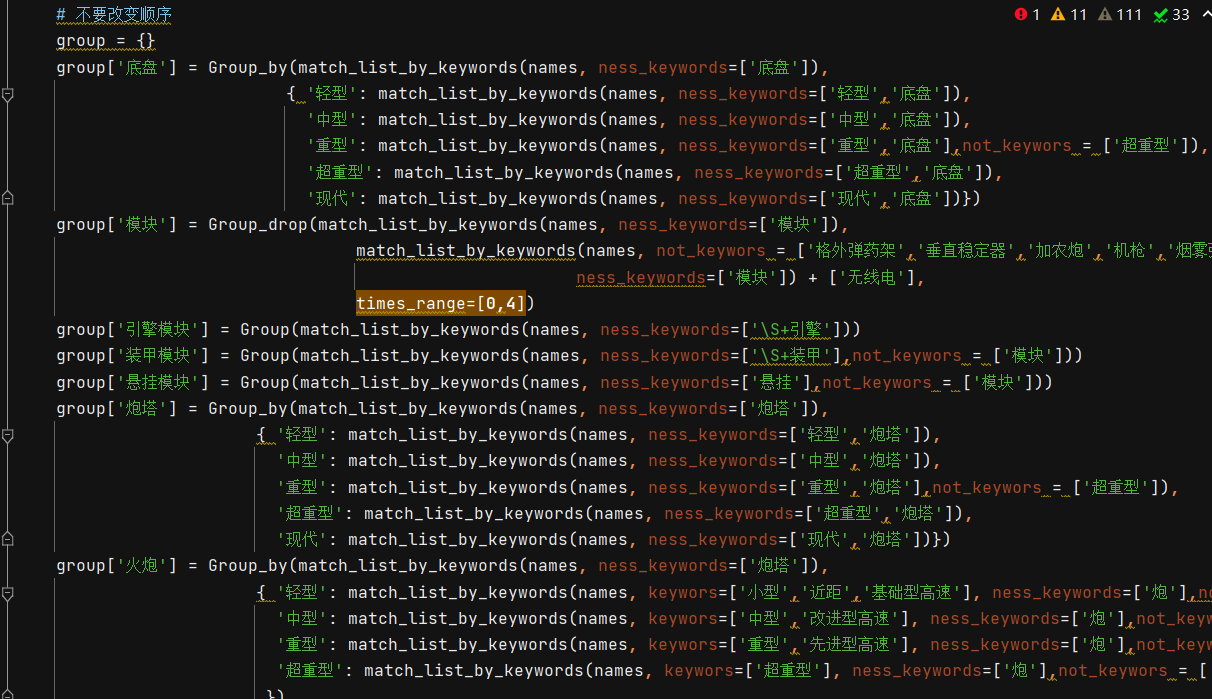 # 不要改变顺序
1 11 111 33
group = {}
group['底盘'] = Group_by(match_list_by_keywords(names, ness_keywords=['底盘']),
{ '轻型': match_list_by_keywords(names, ness_keywords=['轻型','底盘']),
'中型': match_list_by_keywords(names, ness_keywords=['中型','底盘']),
'重型': match_list_by_keywords(names, ness_keywords=['重型','底盘'],not_keywors = ['超重型']),
'超重型': match_list_by_keywords(names, ness_keywords=['超重型','底盘']),
'现代': match_list_by_keywords(names, ness_keywords=['现代','底盘'])})
group['模块'] = Group_drop(match_list_by_keywords(names, ness_keywords=['模块']),
match_list_by_keywords(names, not_keywors = ['格外弹药架','垂直稳定器','加农炮','机枪','烟雾
ness_keywords=['模块']) + ['无线电'],
times_range=[0,4])
group['引擎模块'] = Group(match_list_by_keywords(names, ness_keywords=['\S+引擎']))
group['装甲模块'] = Group(match_list_by_keywords(names, ness_keywords=['\S+装甲'],not_keywors = ['模块']))
group['悬挂模块'] = Group(match_list_by_keywords(names, ness_keywords=['悬挂'],not_keywors = ['模块']))
group['炮塔'] = Group_by(match_list_by_keywords(names, ness_keywords=['炮塔']),
{ '轻型': match_list_by_keywords(names, ness_keywords=['轻型','炮塔']),
'中型': match_list_by_keywords(names, ness_keywords=['中型','炮塔']),
'重型': match_list_by_keywords(names, ness_keywords=['重型','炮塔'],not_keywors = ['超重型']),
'超重型': match_list_by_keywords(names, ness_keywords=['超重型','炮塔']),
'现代': match_list_by_keywords(names, ness_keywords=['现代','炮塔'])})
group['火炮'] = Group_by(match_list_by_keywords(names, ness_keywords=['炮塔']),
{ '轻型': match_list_by_keywords(names, keywors=['小型','近距','基础型高速'], ness_keywords=['炮'],no
'中型': match_list_by_keywords(names, keywors=['中型','改进型高速'], ness_keywords=['炮'],not_keyw
'重型': match_list_by_keywords(names, keywors=['重型','先进型高速'], ness_keywords=['炮'],not_keyw
'超重型': match_list_by_keywords(names, keywors=['超重型'], ness_keywords=['炮'],not_keywors = [
})